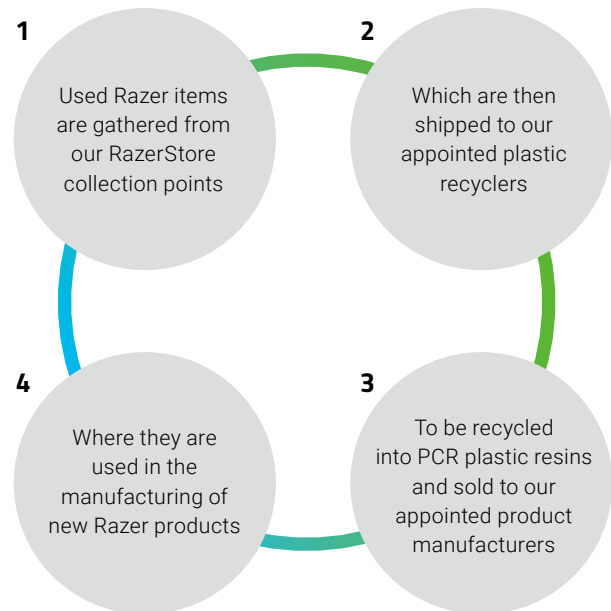 1
Used Razer items
are gathered from
our RazerStore
collection points
2
Which are then
shipped to our
appointed plastic
recyclers
3
To be recycled
into PCR plastic resins
and sold to our
appointed product
manufacturers
4
Where they are
used in the
manufacturing of
new Razer products